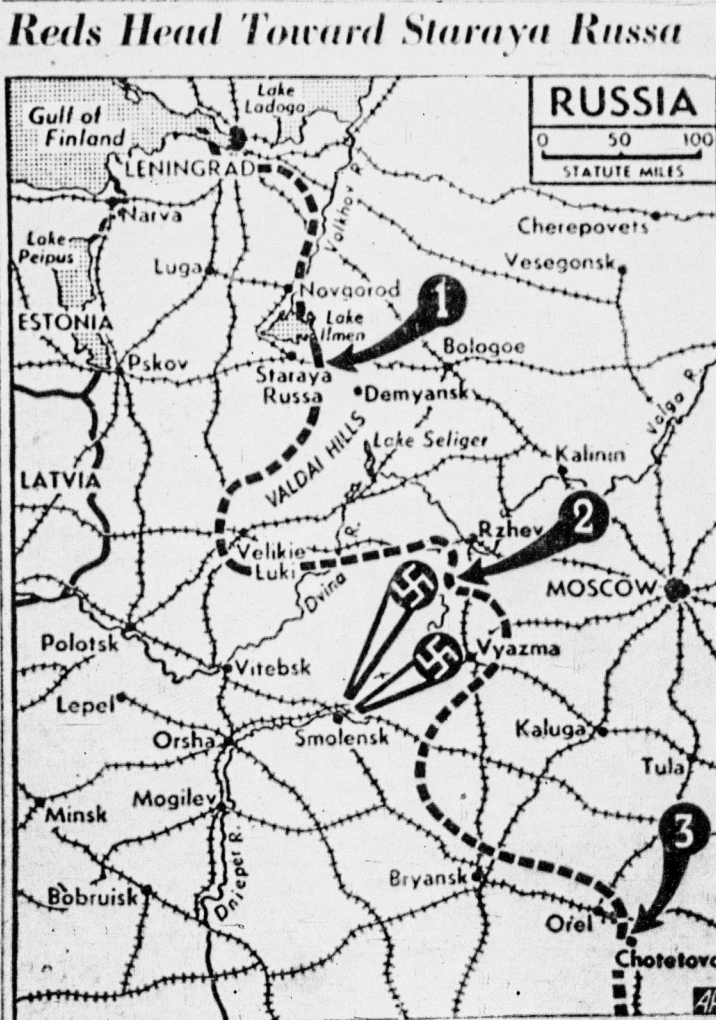 Reds Head Toward Staraya Russa
RUSSIA
0 50 100
STATUTE MILES
Lake
Ladoga
Gulf of
Finland
LENINGRAD
Narva
Volkhov R.
Cherepovets
Lake
Peipus
Luga
Vesegonsk
Novgorod
1
ESTONIA
Lake
Ilmen
Pskov
Staraya
Russa
Bologoe
Demyansk
Volga R.
VALDAI HILLS
Lake Seliger
Kalinin
LATVIA
Velikie
Luki
R.
Rzhev
2
Dvina
MOSCOW
Polotsk
Vitebsk
Vyazma
Lepel
Orsha
Smolensk
Kaluga
Tula
Minsk
Mogilev
3
Dnieper R.
Bobruisk
Bryansk
Orel
Chotetovo
AP